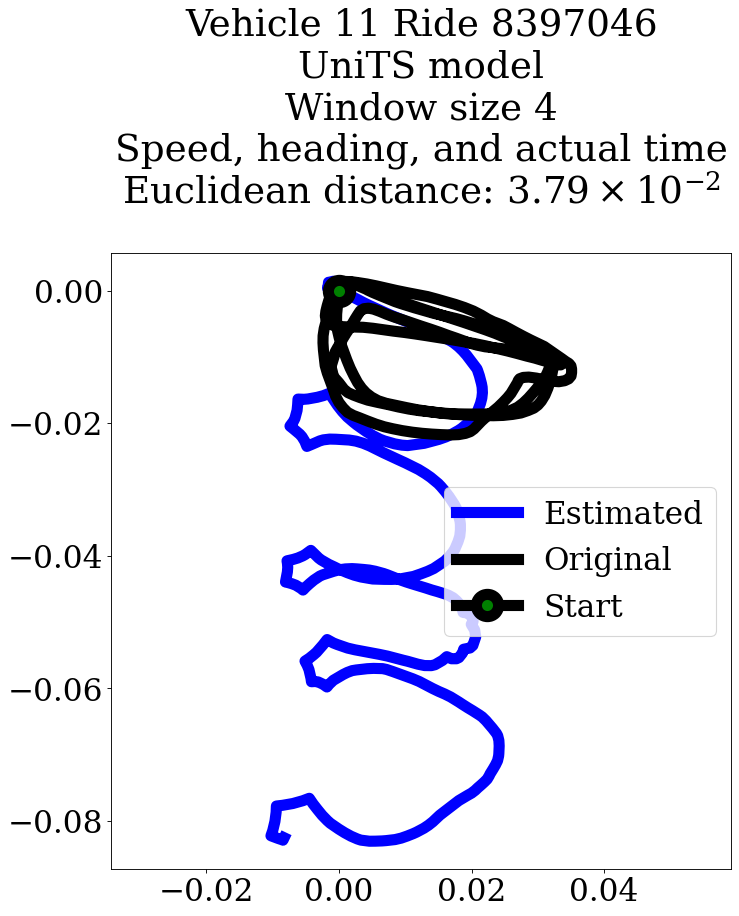 Vehicle 11 Ride 8397046
UniTS model
Window size 4
Speed, heading, and actual time
Euclidean distance: 3.79 × 10⁻²
0.00
−0.02
−0.04
−0.06
−0.08
Estimated
Original
Start
−0.02 0.00 0.02 0.04